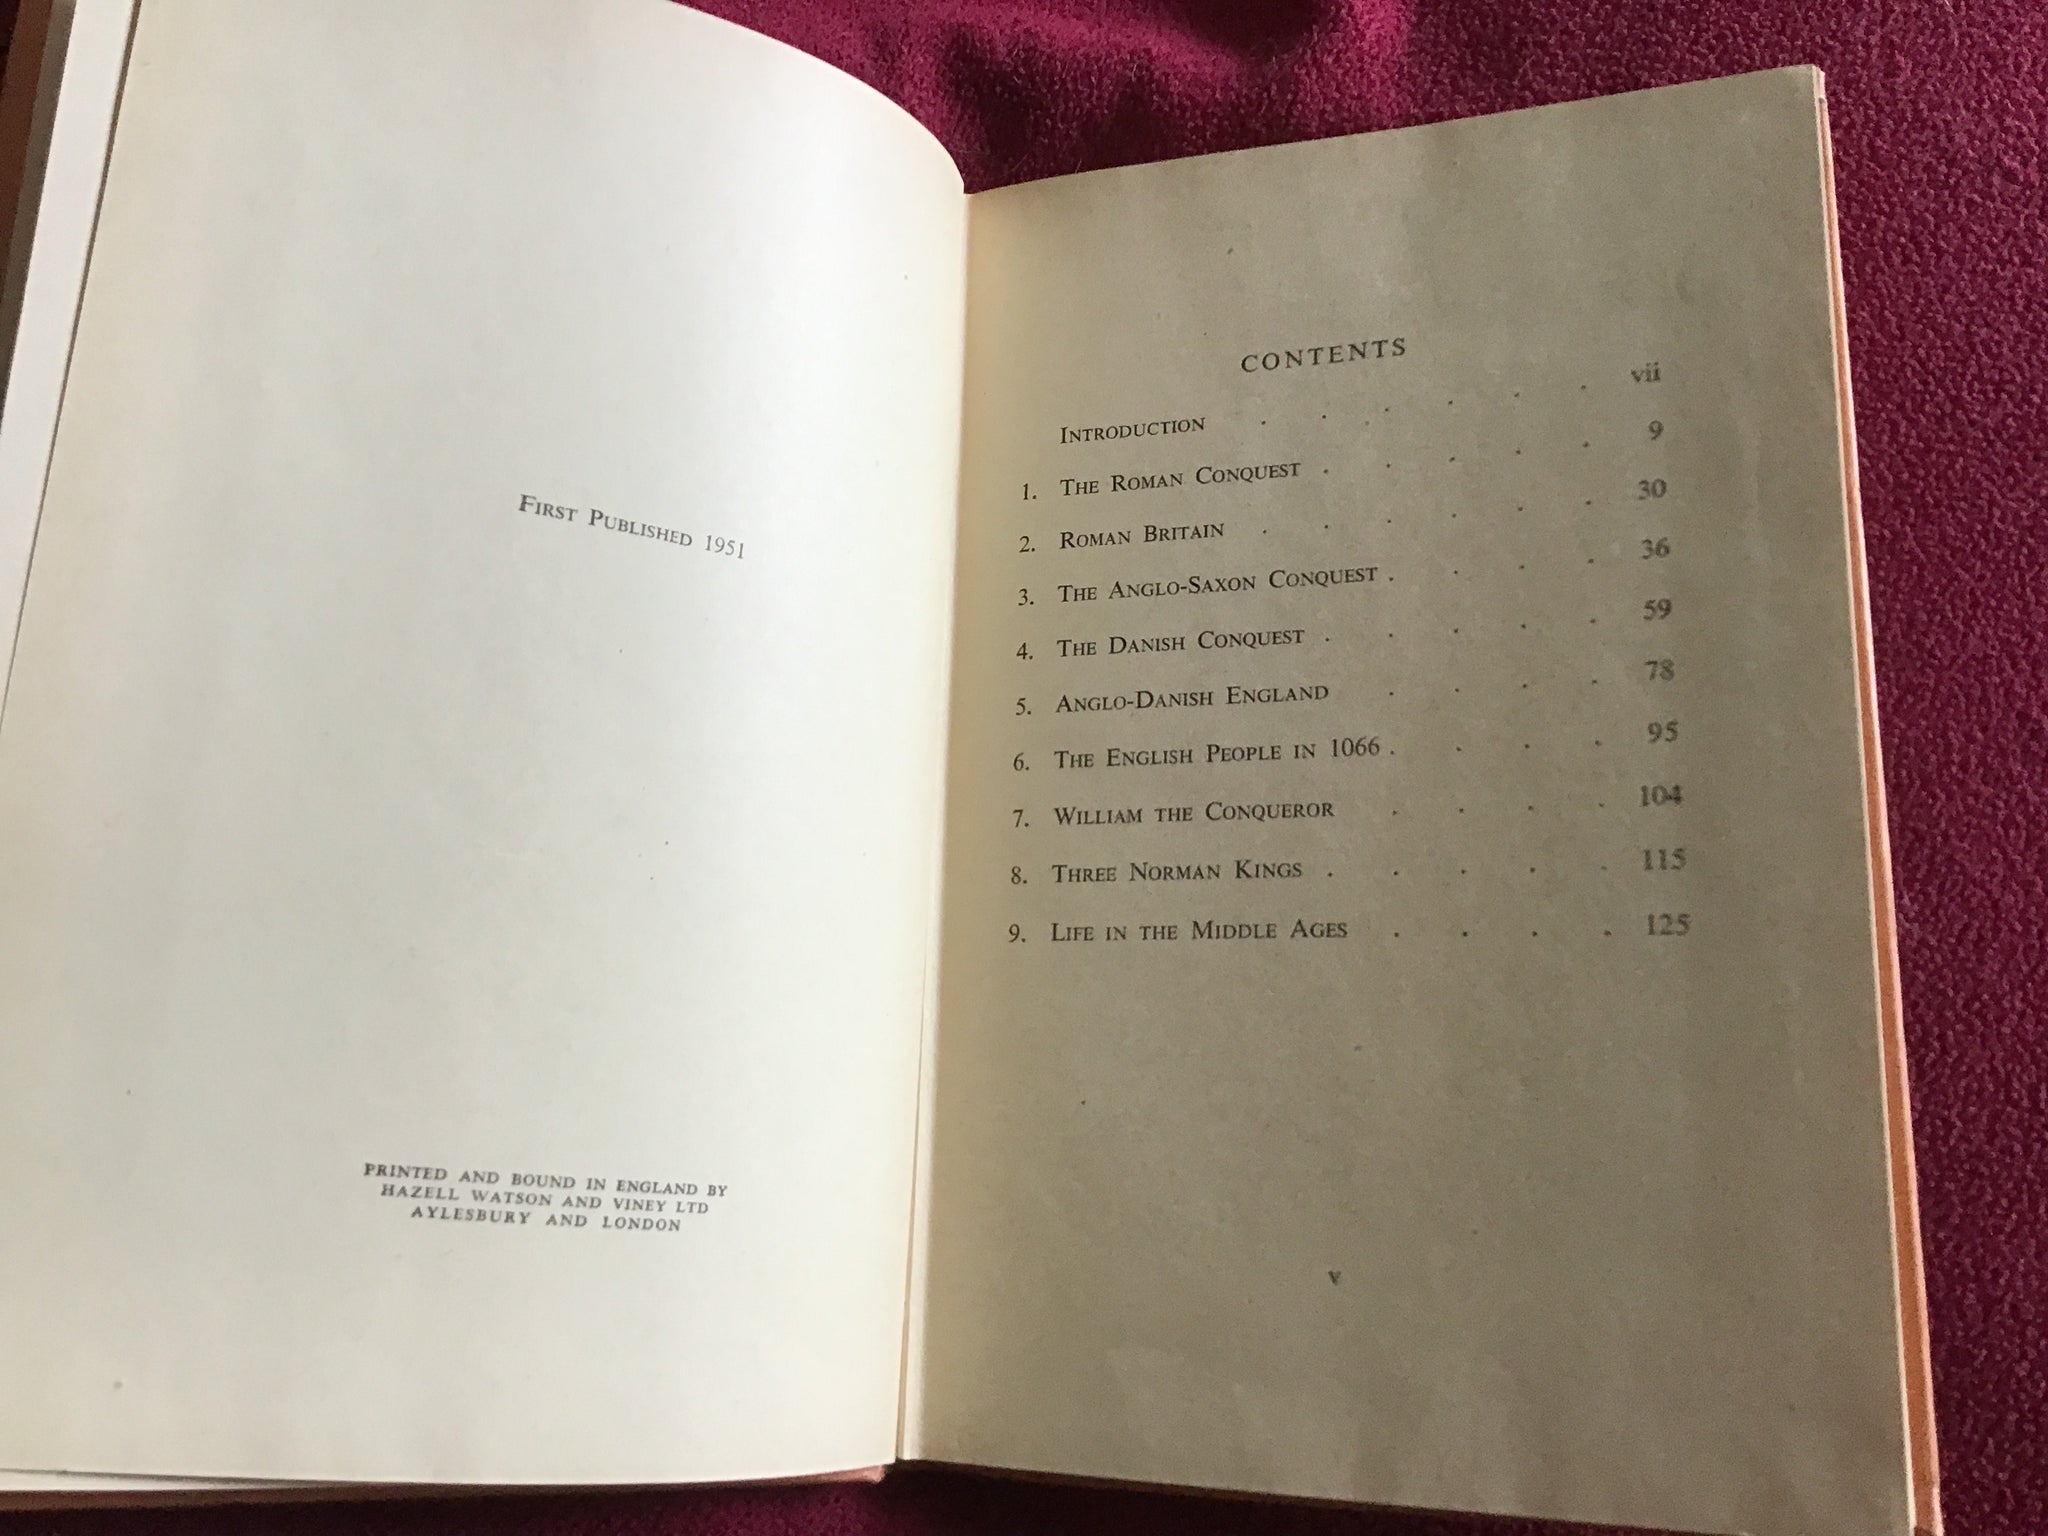 First Published 1951
PRINTED AND BOUND IN ENGLAND BY
HAZELL WATSON AND VINEY LTD
AYLESBURY AND LONDON
CONTENTS
Introduction . . . . . . vii
1. The Roman Conquest . . . . . 9
2. Roman Britain . . . . . . 30
3. The Anglo-Saxon Conquest . . . . 36
4. The Danish Conquest . . . . . 59
5. Anglo-Danish England . . . . 78
6. The English People in 1066 . . . . 95
7. William the Conqueror . . . . 104
8. Three Norman Kings . . . . . 115
9. Life in the Middle Ages . . . . 125
v